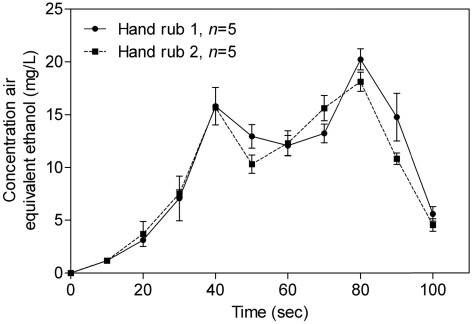 Concentration air
equivalent ethanol (mg/L)
25
20
15
10
5
0
Hand rub 1, n=5
Hand rub 2, n=5
0 20 40 60 80 100
Time (sec)